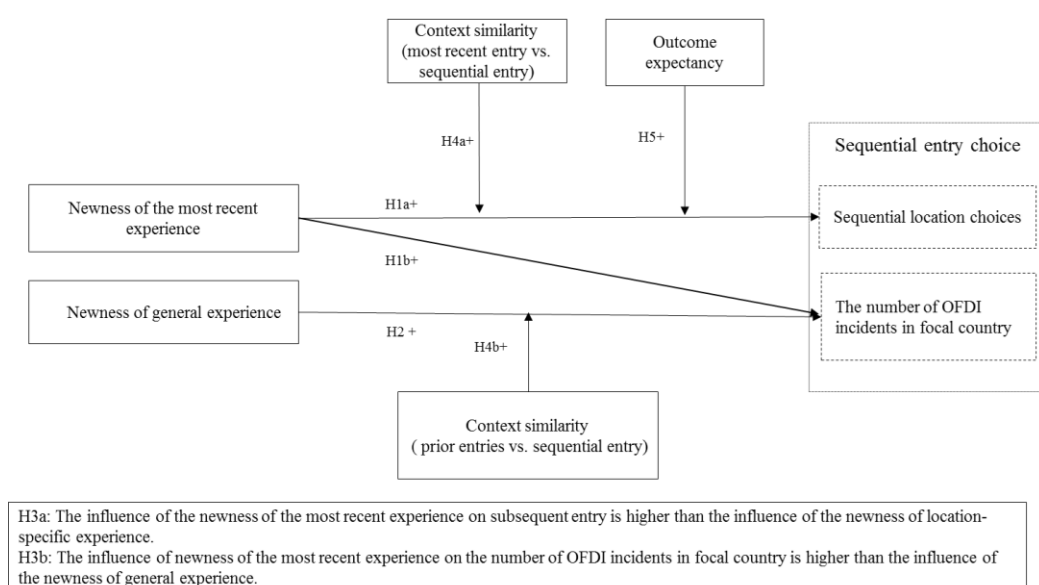 Context similarity
(most recent entry vs.
sequential entry)
Outcome
expectancy
H4a+
H5+
Sequential entry choice
Newness of the most recent
experience
H1a+
Sequential location choices
H1b+
Newness of general experience
The number of OFDI
incidents in focal country
H2 +
H4b+
Context similarity
( prior entries vs. sequential entry)
H3a: The influence of the newness of the most recent experience on subsequent entry is higher than the influence of the newness of location-
specific experience.
H3b: The influence of newness of the most recent experience on the number of OFDI incidents in focal country is higher than the influence of
the newness of general experience.